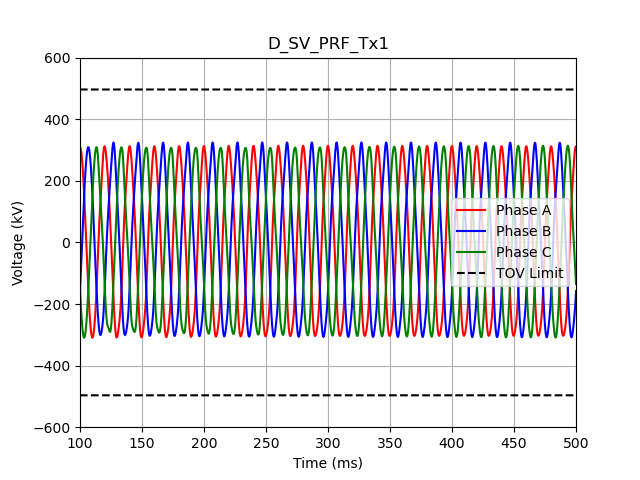 D_SV_PRF_Tx1
600
400
200
0
−200
−400
−600
Voltage (kV)
Phase A
Phase B
Phase C
TOV Limit
100 150 200 250 300 350 400 450 500
Time (ms)